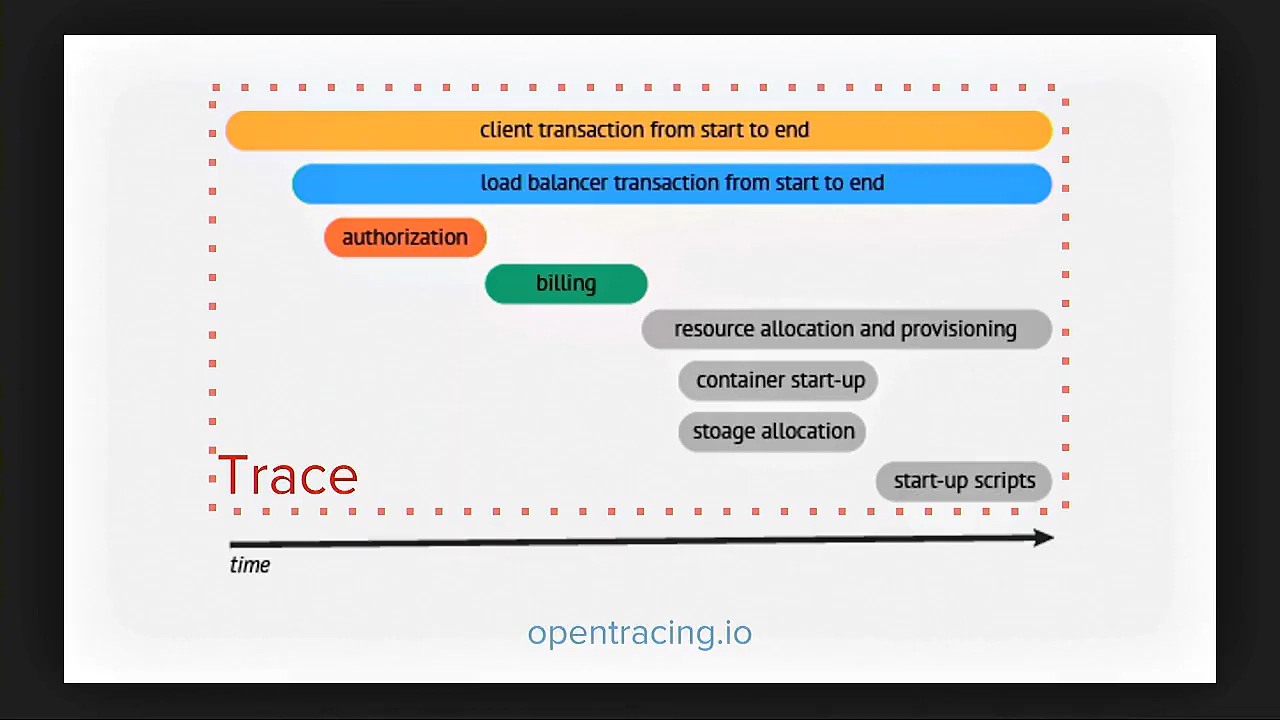 client transaction from start to end
load balancer transaction from start to end
authorization
billing
resource allocation and provisioning
container start-up
stoage allocation
start-up scripts
Trace
time
opentracing.io